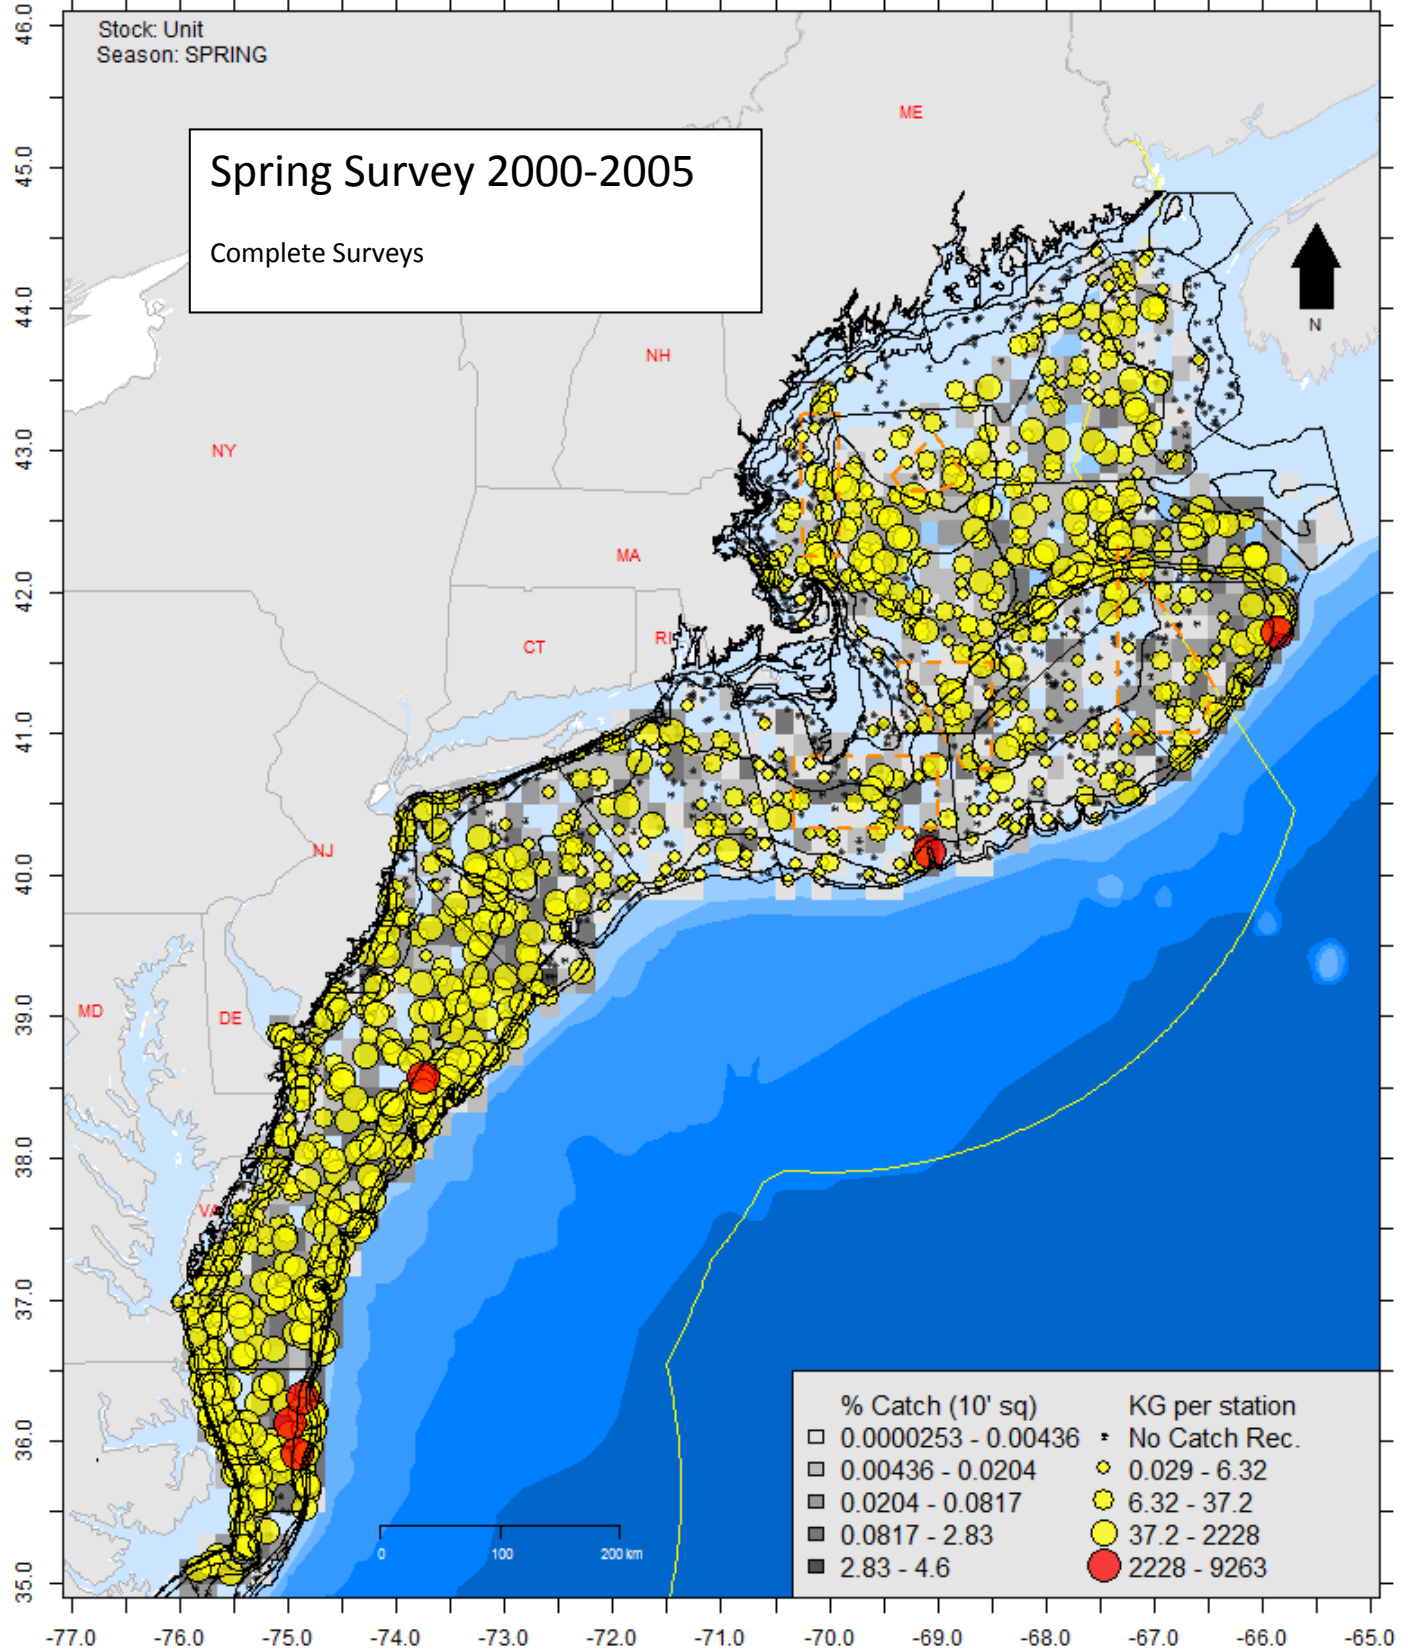 Stock: Unit
Season: SPRING
Spring Survey 2000-2005
Complete Surveys
ME
NH
NY
MA
CT
RI
NJ
MD
DE
VA
N
46.0
45.0
44.0
43.0
42.0
41.0
40.0
39.0
38.0
37.0
36.0
35.0
0 100 200 km
% Catch (10' sq)
0.0000253 - 0.00436
0.00436 - 0.0204
0.0204 - 0.0817
0.0817 - 2.83
2.83 - 4.6
KG per station
No Catch Rec.
0.029 - 6.32
6.32 - 37.2
37.2 - 2228
2228 - 9263
-77.0 -76.0 -75.0 -74.0 -73.0 -72.0 -71.0 -70.0 -69.0 -68.0 -67.0 -66.0 -65.0